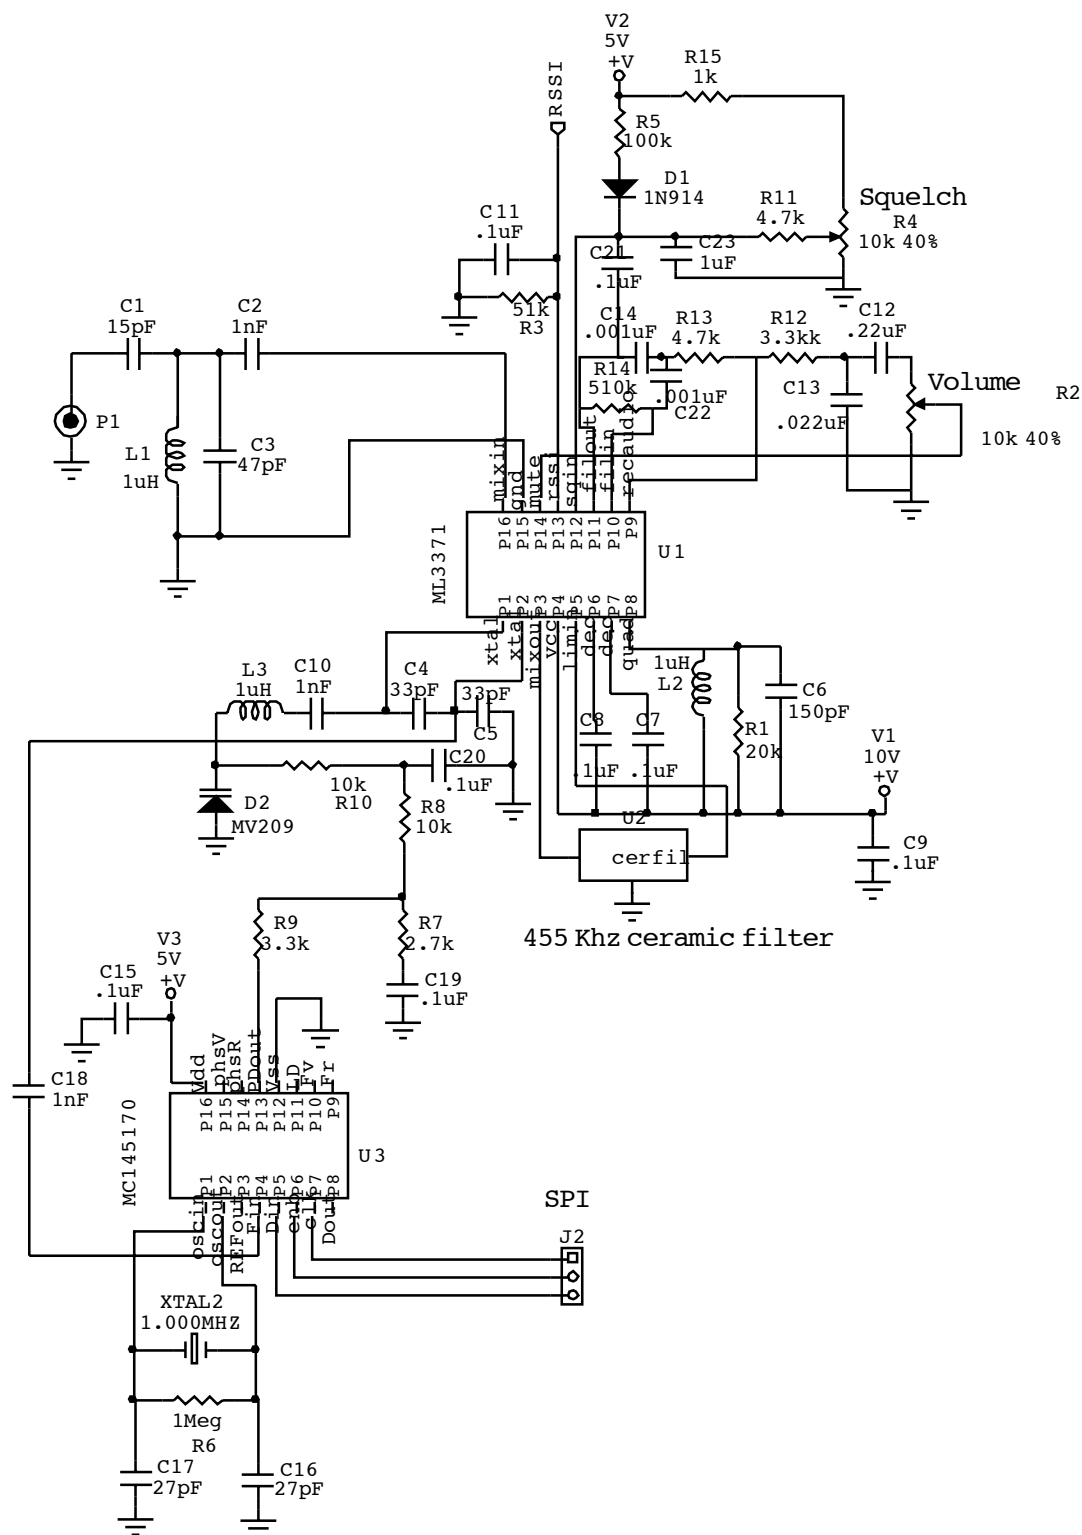 V2
5V
+V
R15
1k
RSSI
R5
100k
D1
1N914
R11
4.7k
Squelch
R4
10k 40%
C11
.1uF
C21
.1uF
C23
1uF
51k
R3
C1
15pF
C2
1nF
C14
.001uF
R13
4.7k
R12
3.3kk
C12
.22uF
R14
510k
.001uF
C22
C13
.022uF
Volume
R2
10k 40%
P1
L1
1uH
C3
47pF
mixin
gnd
mute
rssi
sqin
filout
filin
recaudio
P16
P15
P14
P13
P12
P11
P10
P9
ML3371
U1
P1
P2
P3
P4
P5
P6
P7
P8
xtal
xtal
mixout
vcc
limin
dec
dec
quad
L3
1uH
C10
1nF
C4
33pF
33pF
C5
1uH
L2
C6
150pF
R1
20k
V1
10V
+V
C8
.1uF
C7
.1uF
C20
.1uF
10k
R10
D2
MV209
R8
10k
U2
cerfil
C9
.1uF
455 Khz ceramic filter
R9
3.3k
R7
2.7k
V3
5V
+V
C15
.1uF
C19
.1uF
C18
1nF
Vdd
phsV
phsR
PDout
Vss
LD
Fv
Fr
P16
P15
P14
P13
P12
P11
P10
P9
MC145170
U3
P1
P2
P3
P4
P5
P6
P7
P8
oscin
oscout
REFout
Fin
Din
enb
clk
Dout
SPI
J2
XTAL2
1.000MHZ
1Meg
R6
C17
27pF
C16
27pF